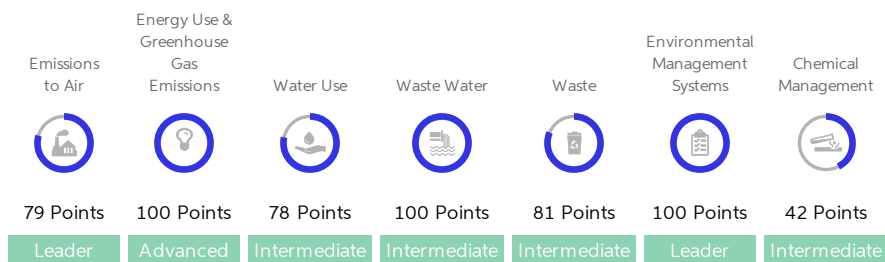 Emissions
to Air
Energy Use &
Greenhouse
Gas
Emissions
Water Use
Waste Water
Waste
Environmental
Management
Systems
Chemical
Management
79 Points
100 Points
78 Points
100 Points
81 Points
100 Points
42 Points
Leader
Advanced
Intermediate
Intermediate
Intermediate
Leader
Intermediate